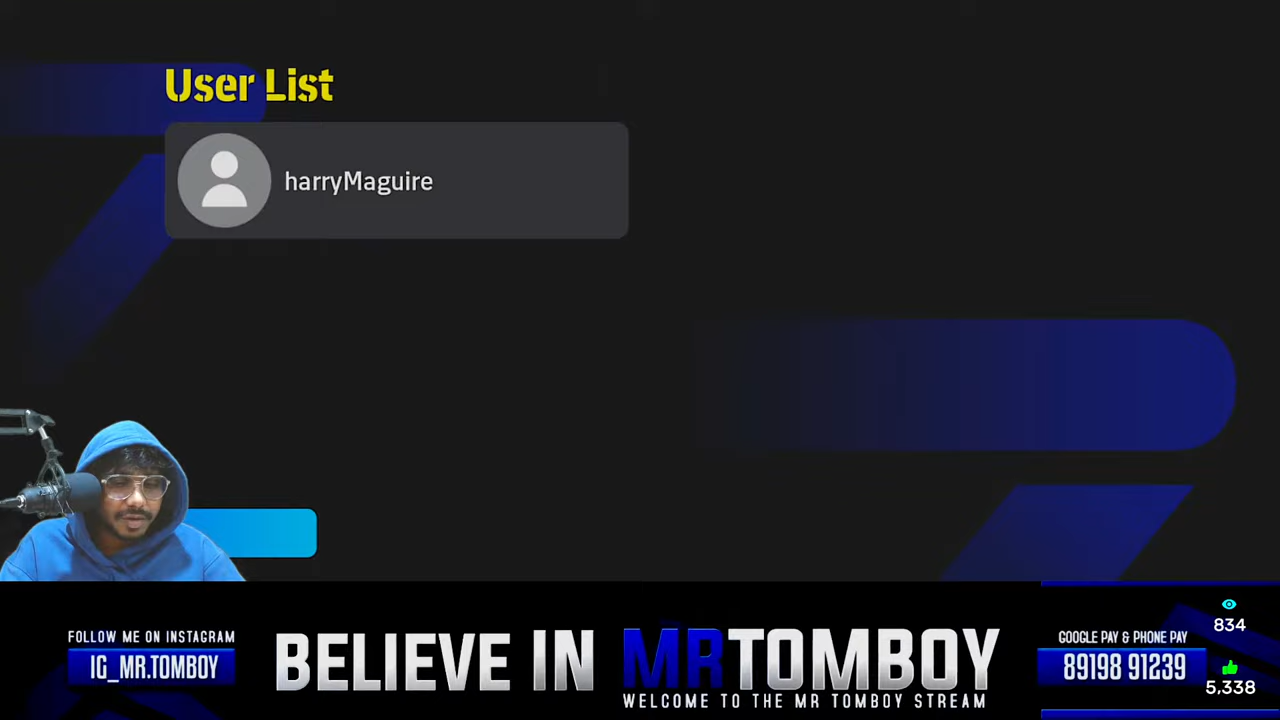 User List
harryMaguire
FOLLOW ME ON INSTAGRAM
IG_MR.TOMBOY
BELIEVE IN MRTOMBOY
WELCOME TO THE MR TOMBOY STREAM
GOOGLE PAY & PHONE PAY
89198 91239
834
5,338